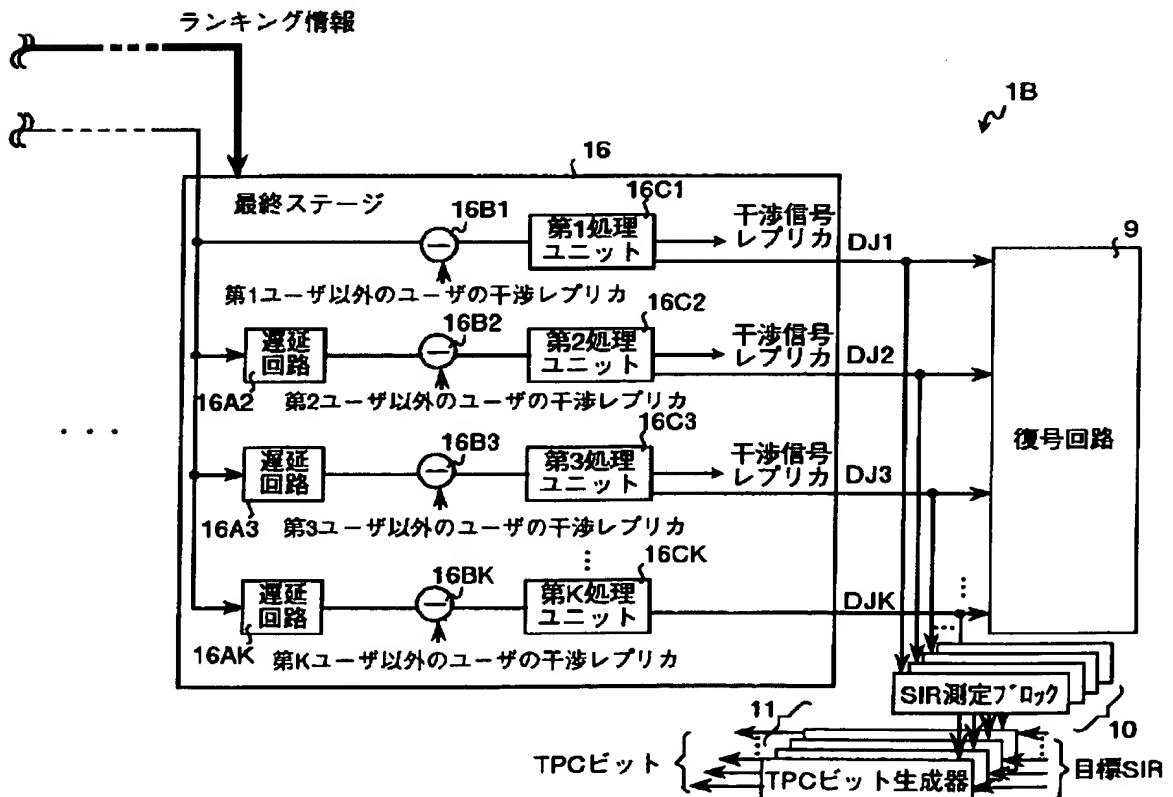 ランキング情報
1B
16
最終ステージ
16B1
16C1
第1処理
ユニット
干渉信号
レプリカ
DJ1
9
第1ユーザ以外のユーザの干渉レプリカ
遅延
回路
16A2
16B2
16C2
第2処理
ユニット
干渉信号
レプリカ
DJ2
第2ユーザ以外のユーザの干渉レプリカ
...
遅延
回路
16A3
16B3
16C3
第3処理
ユニット
干渉信号
レプリカ
DJ3
復号回路
第3ユーザ以外のユーザの干渉レプリカ
遅延
回路
16AK
16BK
16CK
第K処理
ユニット
DJK
第Kユーザ以外のユーザの干渉レプリカ
SIR測定ブロック
10
11
TPCビット
TPCビット生成器
目標SIR